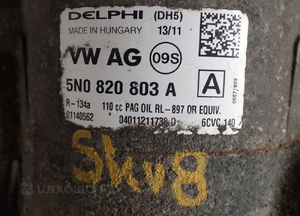 DELPHI (DH5)
MADE IN HUNGARY 13/11
VW AG 09S
5N0 820 803 A A
R-134a 110 cc PAG OIL RL-897 OR EQUIV.
01140562 04011211739 D 6CVC 140
Skv8